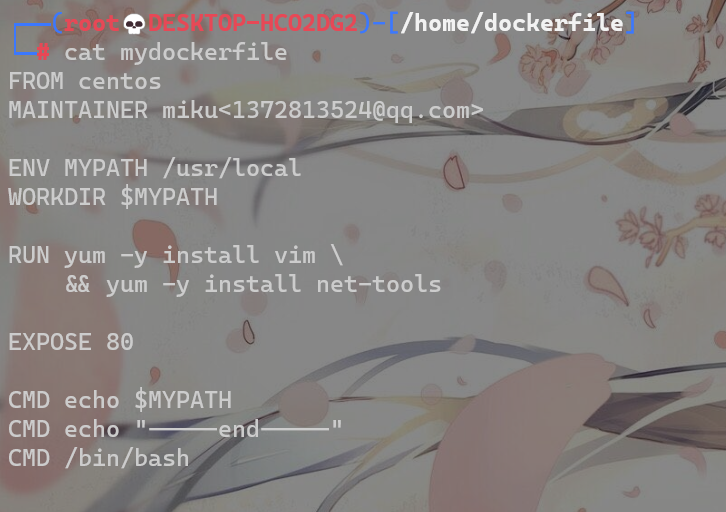 ┌──(root💀DESKTOP-HCO2DG2)-[/home/dockerfile]
└─# cat mydockerfile
FROM centos
MAINTAINER miku<1372813524@qq.com>
ENV MYPATH /usr/local
WORKDIR $MYPATH
RUN yum -y install vim \
    && yum -y install net-tools
EXPOSE 80
CMD echo $MYPATH
CMD echo "-----end-----"
CMD /bin/bash